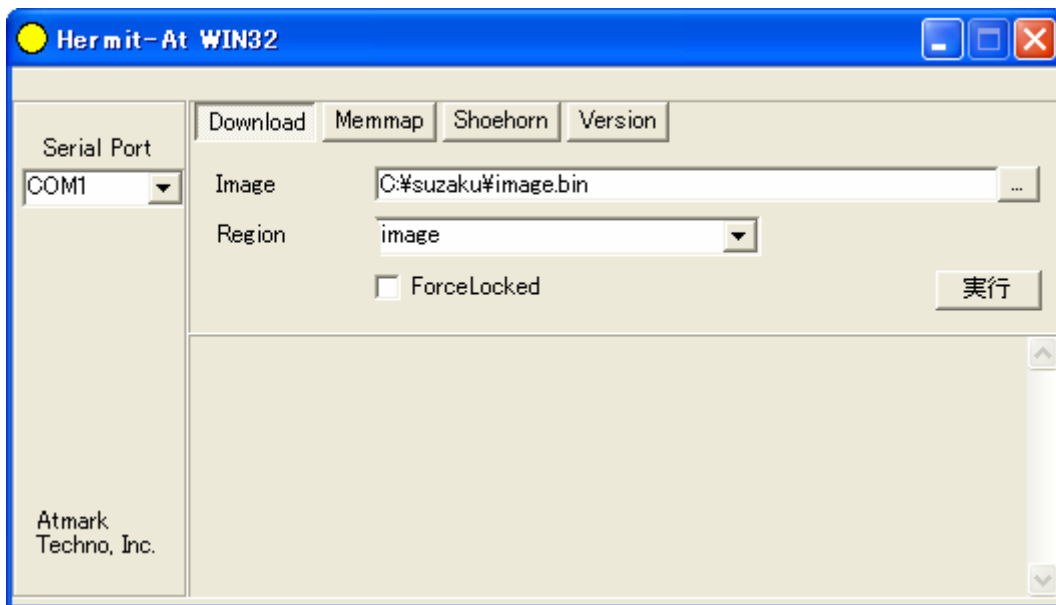 Hermit-At WIN32
Serial Port
COM1
Download Memmap Shoehorn Version
Image C:¥suzaku¥image.bin ...
Region image
ForceLocked 実行
Atmark
Techno, Inc.